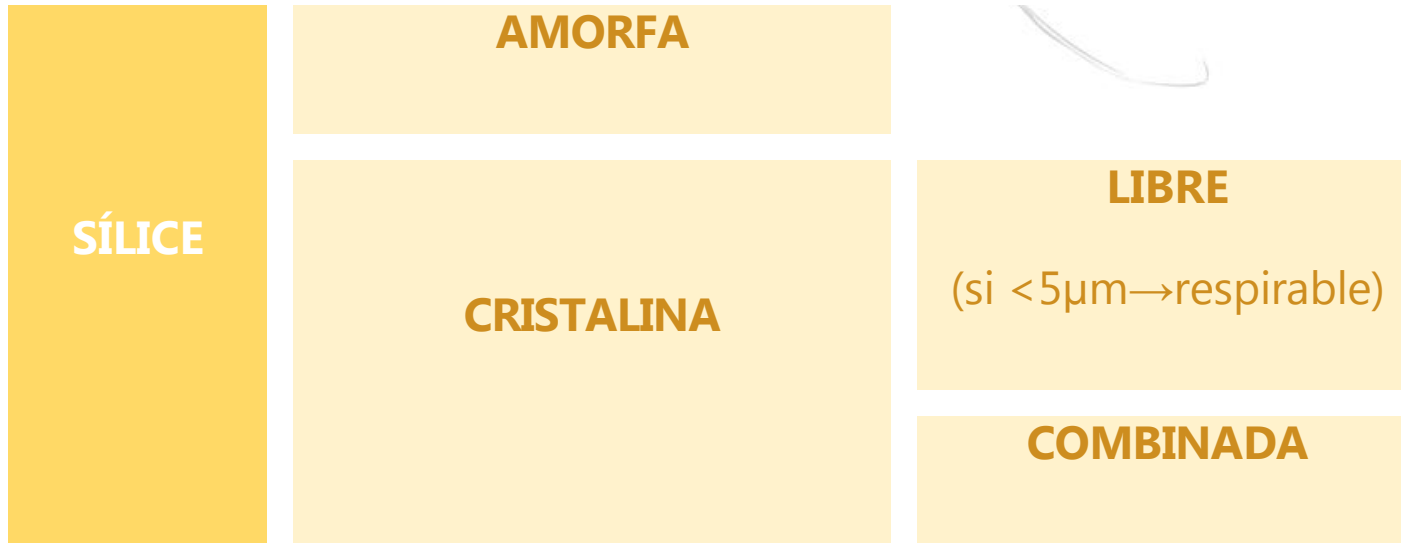 AMORFA
SÍLICE
CRISTALINA
LIBRE
(si <5µm→respirable)
COMBINADA